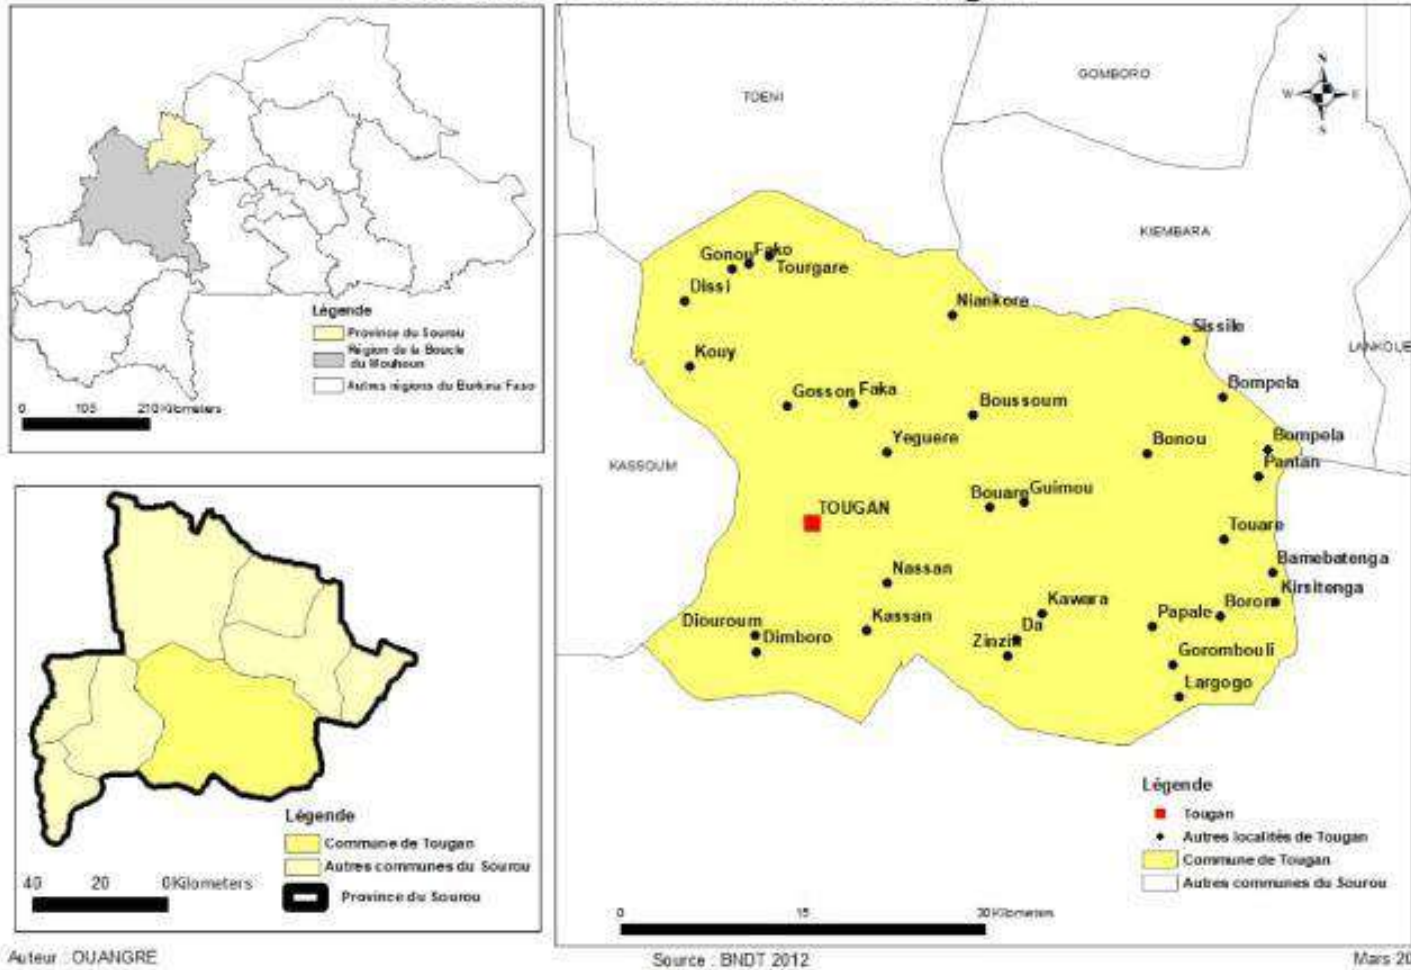 Légende
Province du Sourou
Région de la Boucle
du Mouhoun
Autres régions du Burkina Faso
0 105 210 Kilometers
Légende
Commune de Tougan
Autres communes du Sourou
Province du Sourou
40 20 0 Kilometers
TOENI
GOMBORO
N
W E
S
KIEMBARA
LANKOUE
KASSOUM
Gonou
Fako
Tourgare
Dissi
Niankore
Sissile
Kouy
Bompela
Gosson
Faka
Boussoum
Yeguere
Bonou
Bompela
Pantan
Bouare
Guimou
TOUGAN
Touare
Nassan
Bamebatenga
Kirsitenga
Kawara
Papale
Boron
Diouroum
Kassan
Da
Dimboro
Zinzin
Gorombouli
Largogo
Légende
Tougan
Autres localités de Tougan
Commune de Tougan
Autres communes du Sourou
0 15 30 Kilometers
Auteur : OUANGRE
Source : BNDT 2012
Mars 20